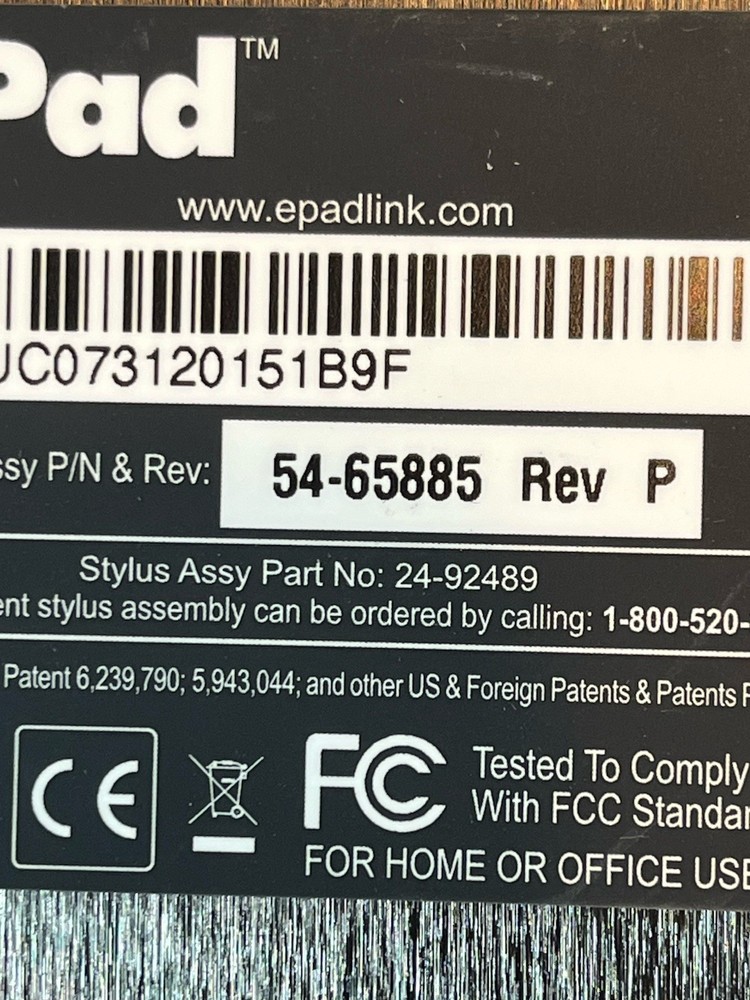 Pad™
www.epadlink.com
UC073120151B9F
ssy P/N & Rev: 54-65885 Rev P
Stylus Assy Part No: 24-92489
ent stylus assembly can be ordered by calling: 1-800-520-
Patent 6,239,790; 5,943,044; and other US & Foreign Patents & Patents P
CE FC Tested To Comply
With FCC Standar
FOR HOME OR OFFICE USE